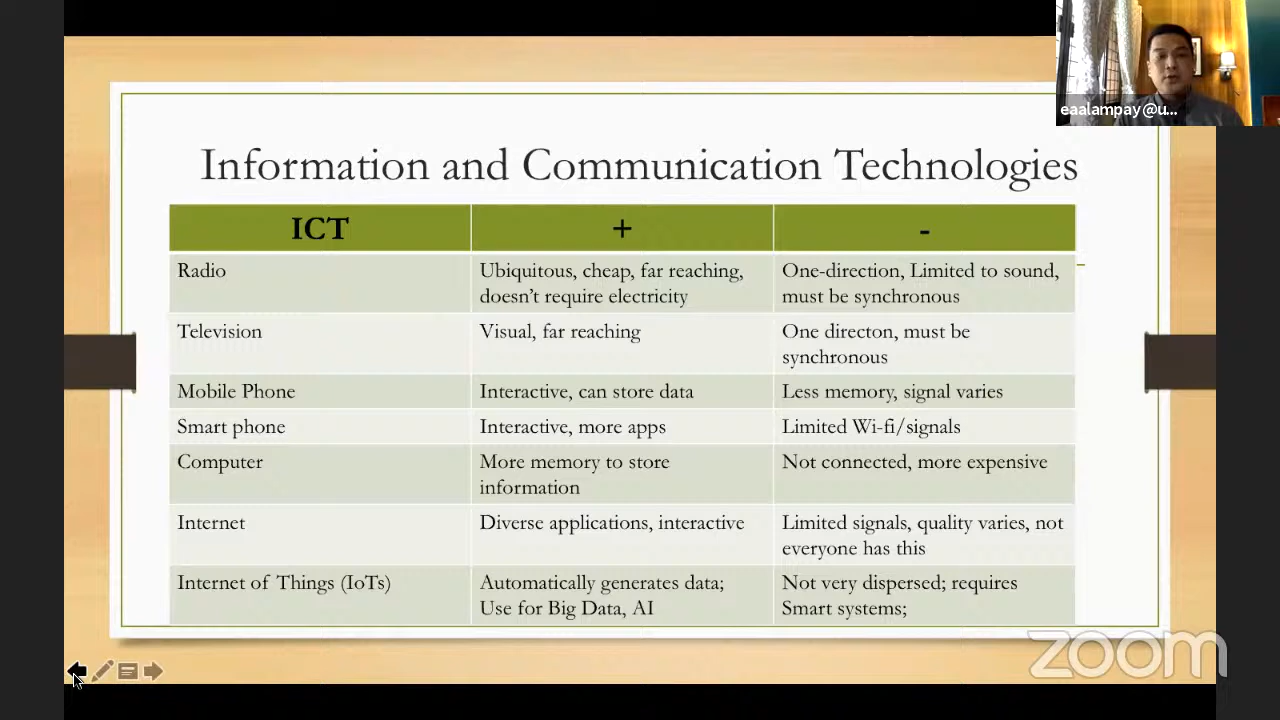 eaalampay@u...
Information and Communication Technologies
ICT + -
Radio
Ubiquitous, cheap, far reaching,
doesn't require electricity
One-direction, Limited to sound,
must be synchronous
Television
Visual, far reaching
One directon, must be
synchronous
Mobile Phone
Interactive, can store data
Less memory, signal varies
Smart phone
Interactive, more apps
Limited Wi-fi/signals
Computer
More memory to store
information
Not connected, more expensive
Internet
Diverse applications, interactive
Limited signals, quality varies, not
everyone has this
Internet of Things (IoTs)
Automatically generates data;
Use for Big Data, AI
Not very dispersed; requires
Smart systems;
zoom